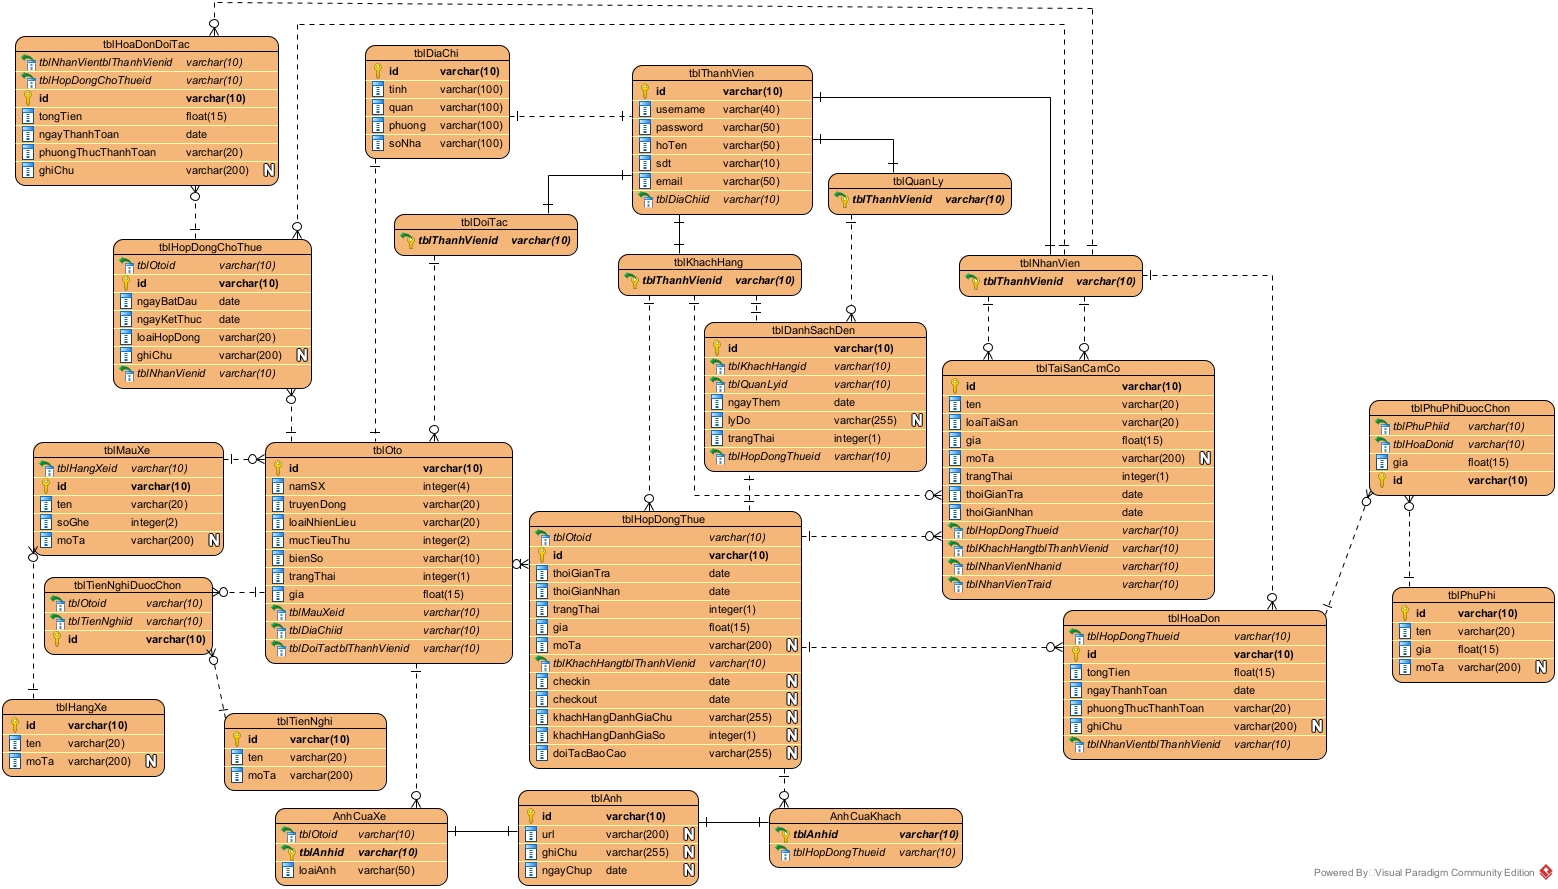 tblHoaDonDoiTac
tblNhanVientblThanhVienid varchar(10)
tblHopDongChoThueid varchar(10)
id varchar(10)
tongTien float(15)
ngayThanhToan date
phuongThucThanhToan varchar(20)
ghiChu varchar(200) N
tblDiaChi
id varchar(10)
tinh varchar(100)
quan varchar(100)
phuong varchar(100)
soNha varchar(100)
tblThanhVien
id varchar(10)
username varchar(40)
password varchar(50)
hoTen varchar(50)
sdt varchar(10)
email varchar(50)
tblDiaChiid varchar(10)
tblQuanLy
tblThanhVienid varchar(10)
tblDoiTac
tblThanhVienid varchar(10)
tblHopDongChoThue
tblOtoid varchar(10)
id varchar(10)
ngayBatDau date
ngayKetThuc date
loaiHopDong varchar(20)
ghiChu varchar(200) N
tblNhanVienid varchar(10)
tblKhachHang
tblThanhVienid varchar(10)
tblNhanVien
tblThanhVienid varchar(10)
tblDanhSachDen
id varchar(10)
tblKhachHangid varchar(10)
tblQuanLyid varchar(10)
ngayThem date
lyDo varchar(255) N
trangThai integer(1)
tblHopDongThueid varchar(10)
tblTaiSanCamCo
id varchar(10)
ten varchar(20)
loaiTaiSan varchar(20)
gia float(15)
moTa varchar(200) N
trangThai integer(1)
thoiGianTra date
thoiGianNhan date
tblHopDongThueid varchar(10)
tblKhachHangtblThanhVienid varchar(10)
tblNhanVienNhanid varchar(10)
tblNhanVienTraid varchar(10)
tblPhuPhiDuocChon
tblPhuPhiid varchar(10)
tblHoaDonid varchar(10)
gia float(15)
id varchar(10)
tblMauXe
tblHangXeid varchar(10)
id varchar(10)
ten varchar(20)
soGhe integer(2)
moTa varchar(200) N
tblOto
id varchar(10)
namSX integer(4)
truyenDong varchar(20)
loaiNhienLieu varchar(20)
mucTieuThu integer(2)
bienSo varchar(10)
trangThai integer(1)
gia float(15)
tblMauXeid varchar(10)
tblDiaChiid varchar(10)
tblDoiTactblThanhVienid varchar(10)
tblHopDongThue
tblOtoid varchar(10)
id varchar(10)
thoiGianTra date
thoiGianNhan date
trangThai integer(1)
gia float(15)
moTa varchar(200) N
tblKhachHangtblThanhVienid varchar(10)
checkin date N
checkout date N
khachHangDanhGiaChu varchar(255) N
khachHangDanhGiaSo integer(1) N
doiTacBaoCao varchar(255) N
tblTienNghiDuocChon
tblOtoid varchar(10)
tblTienNghiid varchar(10)
id varchar(10)
tblPhuPhi
id varchar(10)
ten varchar(20)
gia float(15)
moTa varchar(200) N
tblHoaDon
tblHopDongThueid varchar(10)
id varchar(10)
tongTien float(15)
ngayThanhToan date
phuongThucThanhToan varchar(20)
ghiChu varchar(200) N
tblNhanVientblThanhVienid varchar(10)
tblHangXe
id varchar(10)
ten varchar(20)
moTa varchar(200) N
tblTienNghi
id varchar(10)
ten varchar(20)
moTa varchar(200)
AnhCuaXe
tblOtoid varchar(10)
tblAnhid varchar(10)
loaiAnh varchar(50)
tblAnh
id varchar(10)
url varchar(200) N
ghiChu varchar(255) N
ngayChup date N
AnhCuaKhach
tblAnhid varchar(10)
tblHopDongThueid varchar(10)
Powered By Visual Paradigm Community Edition